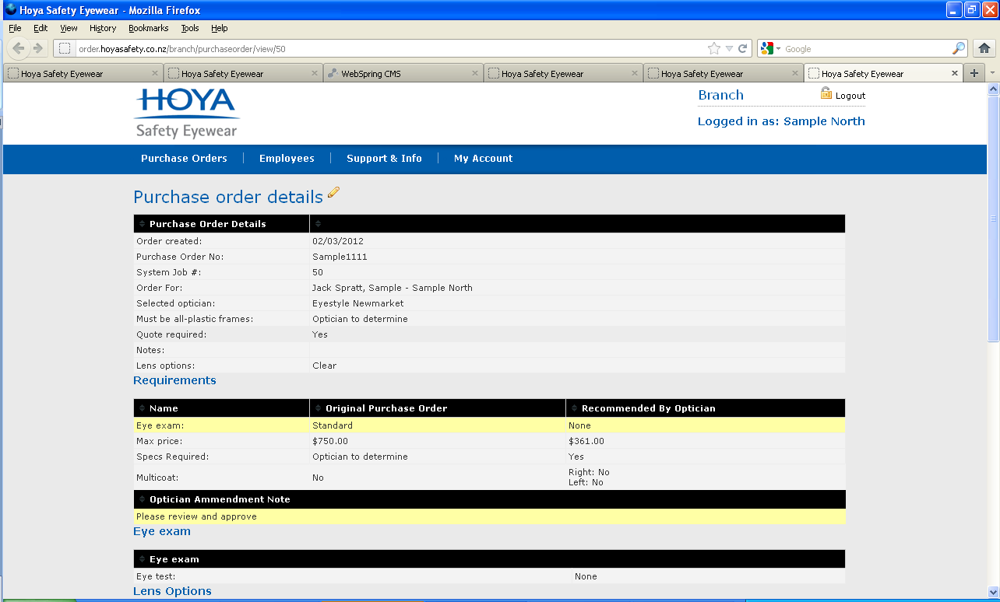 Hoya Safety Eyewear - Mozilla Firefox
File Edit View History Bookmarks Tools Help
order.hoyasafety.co.nz/branch/purchaseorder/view/50 Google
Hoya Safety Eyewear Hoya Safety Eyewear WebSpring CMS Hoya Safety Eyewear Hoya Safety Eyewear Hoya Safety Eyewear
HOYA
Safety Eyewear
Branch Logout
Logged in as: Sample North
Purchase Orders Employees Support & Info My Account
Purchase order details
Purchase Order Details
Order created: 02/03/2012
Purchase Order No: Sample1111
System Job #: 50
Order For: Jack Spratt, Sample - Sample North
Selected optician: Eyestyle Newmarket
Must be all-plastic frames: Optician to determine
Quote required: Yes
Notes:
Lens options: Clear
Requirements
Name Original Purchase Order Recommended By Optician
Eye exam: Standard None
Max price: $750.00 $361.00
Specs Required: Optician to determine Yes
Multicoat: No Right: No
Left: No
Optician Ammendment Note
Please review and approve
Eye exam
Eye exam
Eye test: None
Lens Options